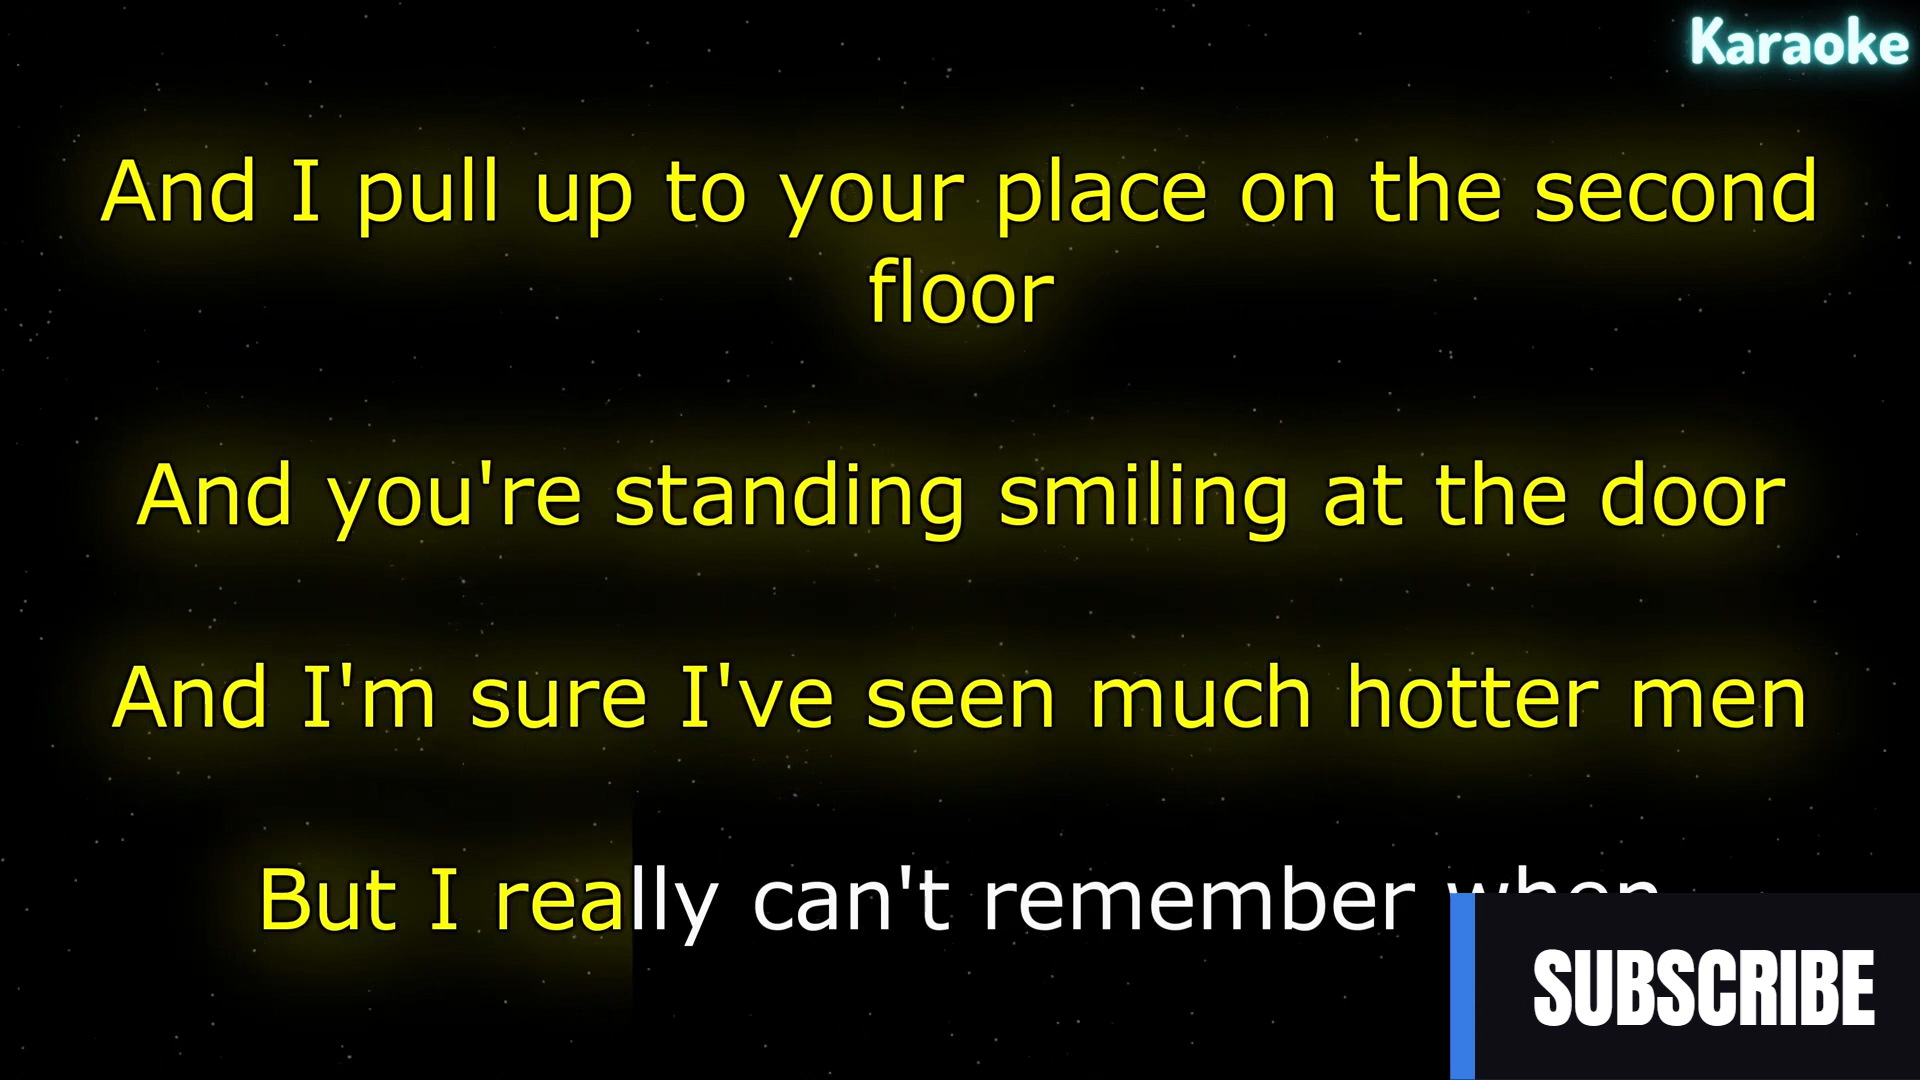 Karaoke
And I pull up to your place on the second
floor
And you're standing smiling at the door
And I'm sure I've seen much hotter men
But I really can't remember when
SUBSCRIBE